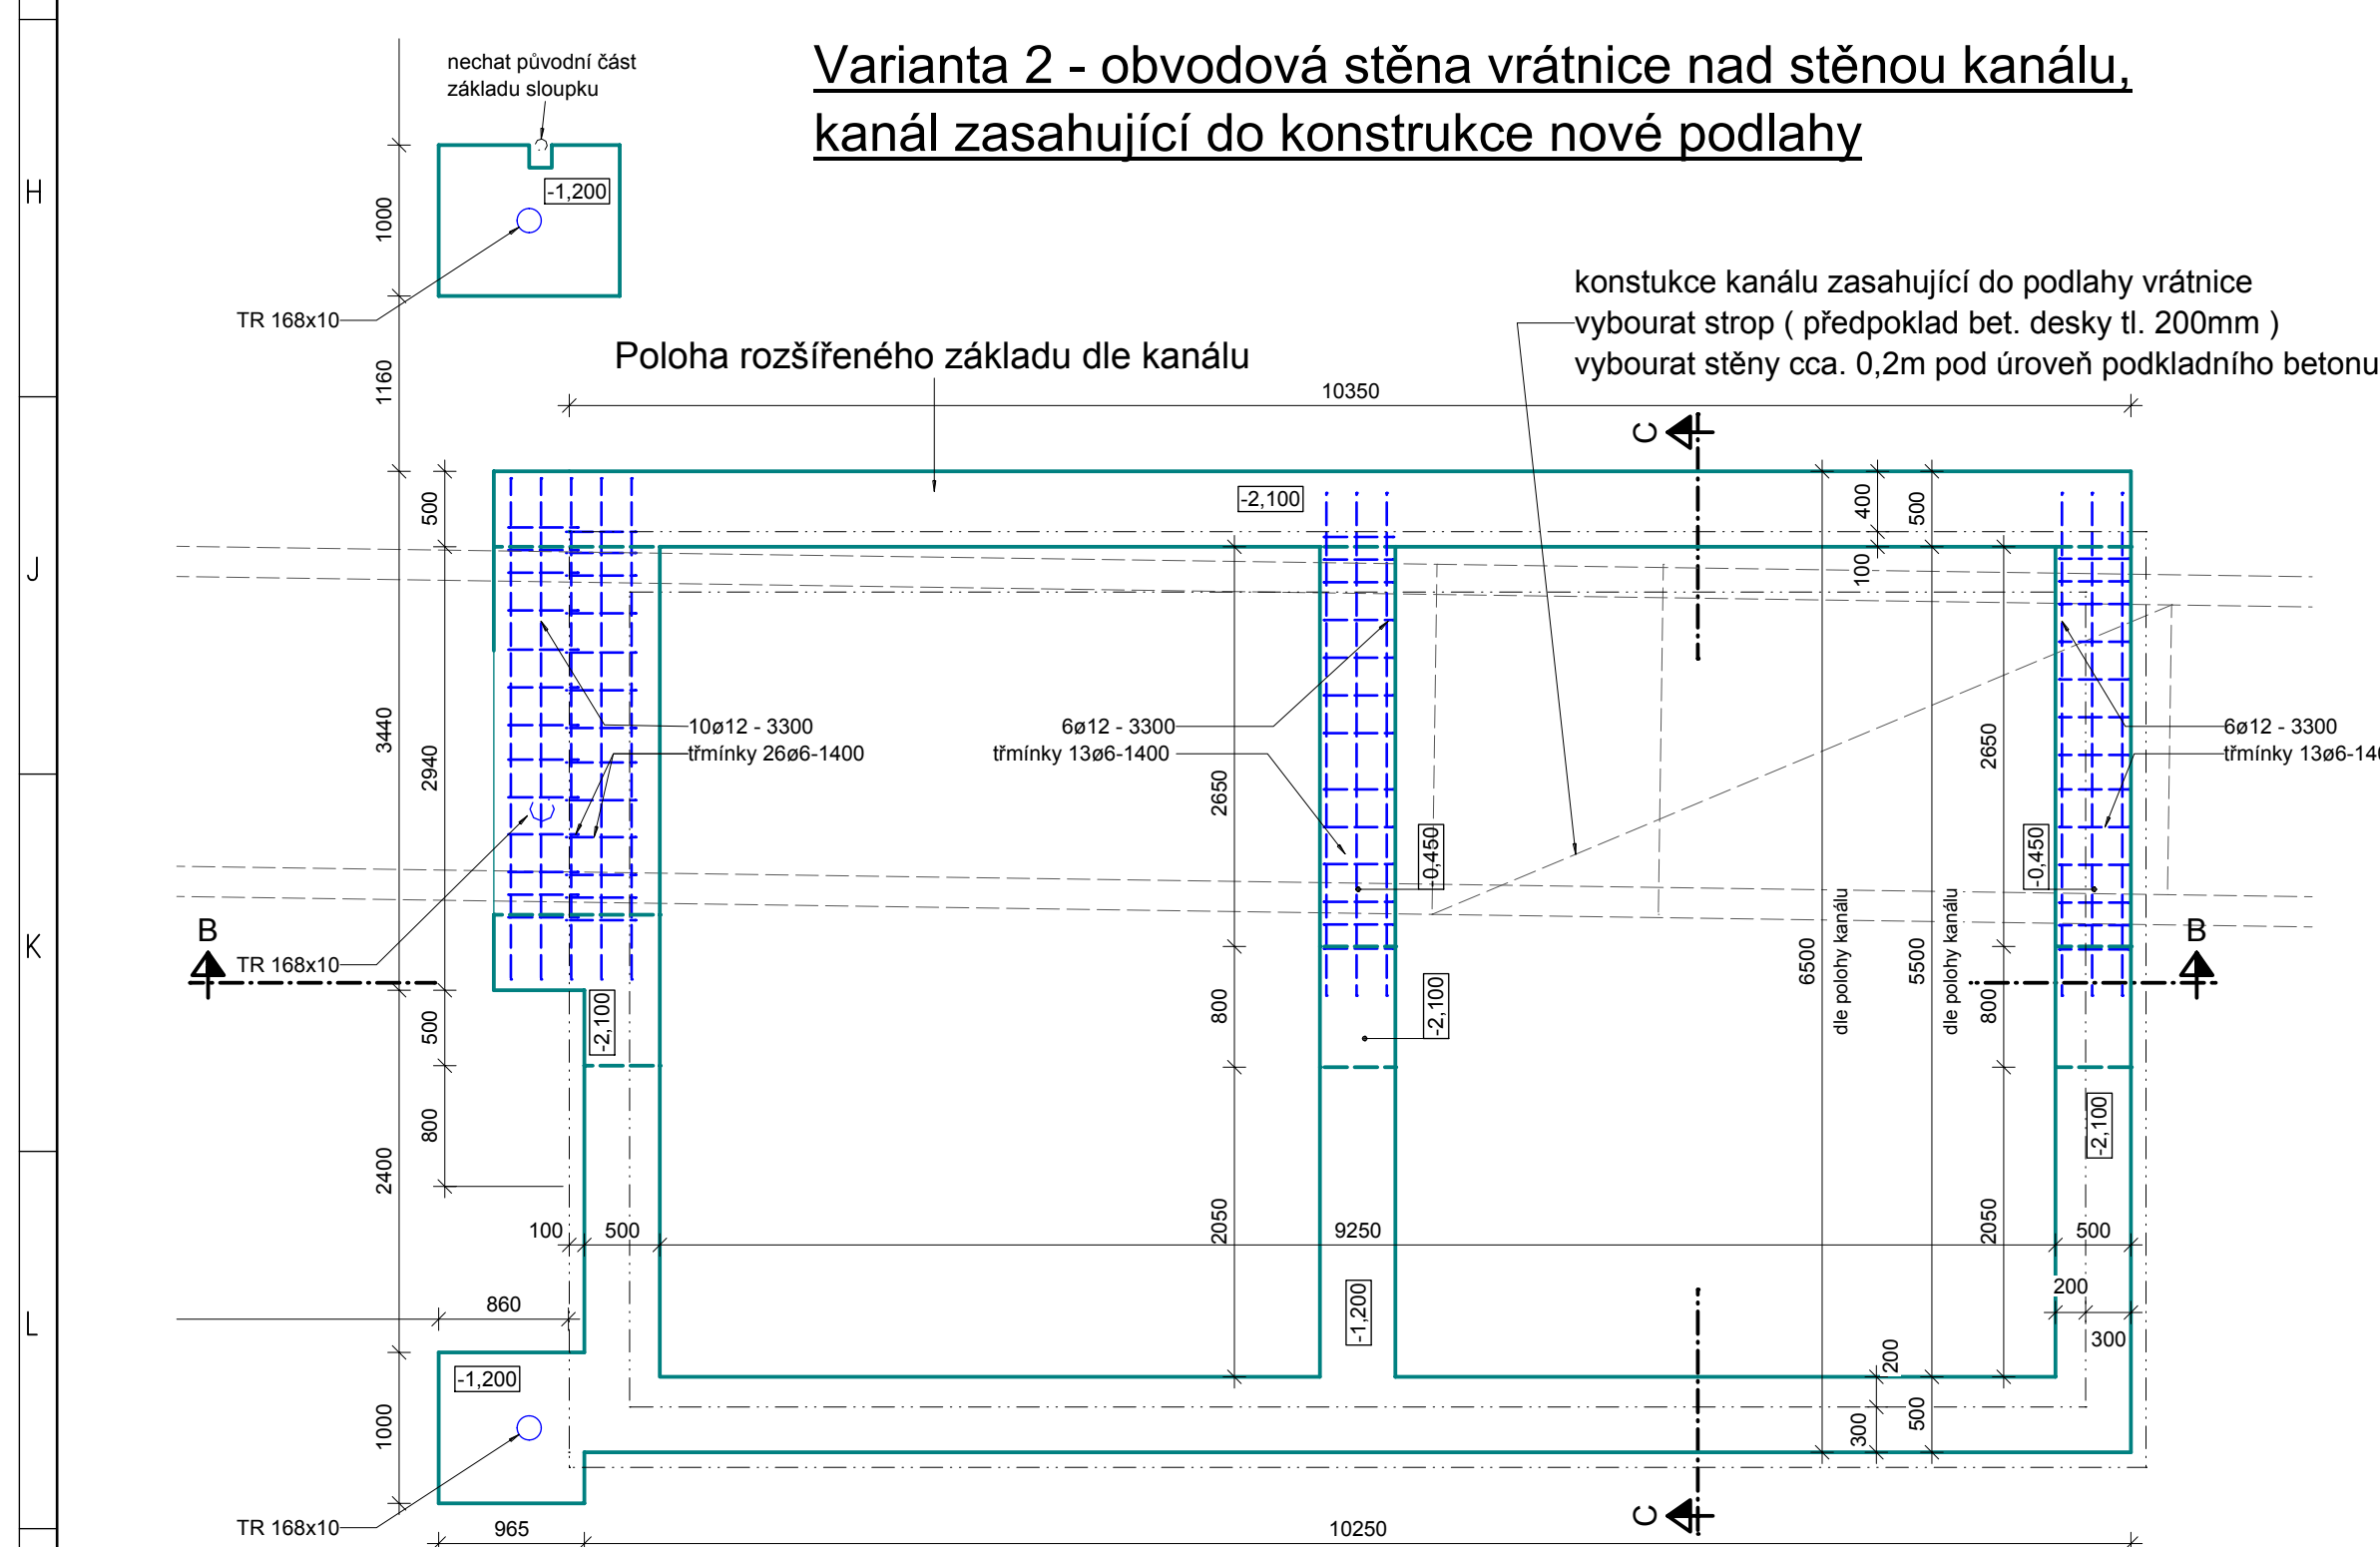 Varianta 2 - obvodová stěna vrátnice nad stěnou kanálu,
kanál zasahující do konstrukce nové podlahy
nechat původní část
základu sloupku
H
-1,200
1000
TR 168x10
konstukce kanálu zasahující do podlahy vrátnice
vybourat strop ( předpoklad bet. desky tl. 200mm )
vybourat stěny cca. 0,2m pod úroveň podkladního betonu
Poloha rozšířeného základu dle kanálu
1160
10350
C
500
-2,100
400
500
J
100
3440
2940
10ø12 - 3300
třmínky 26ø6-1400
6ø12 - 3300
třmínky 13ø6-1400
2650
2650
6ø12 - 3300
třmínky 13ø6-140
-0,450
-0,450
K
B
TR 168x10
6500
dle polohy kanálu
5500
dle polohy kanálu
B
500
-2,100
800
-2,100
800
800
-2,100
2400
2050
2050
100
500
9250
500
L
860
-1,200
200
300
-1,200
200
1000
300
500
TR 168x10
965
10250
C